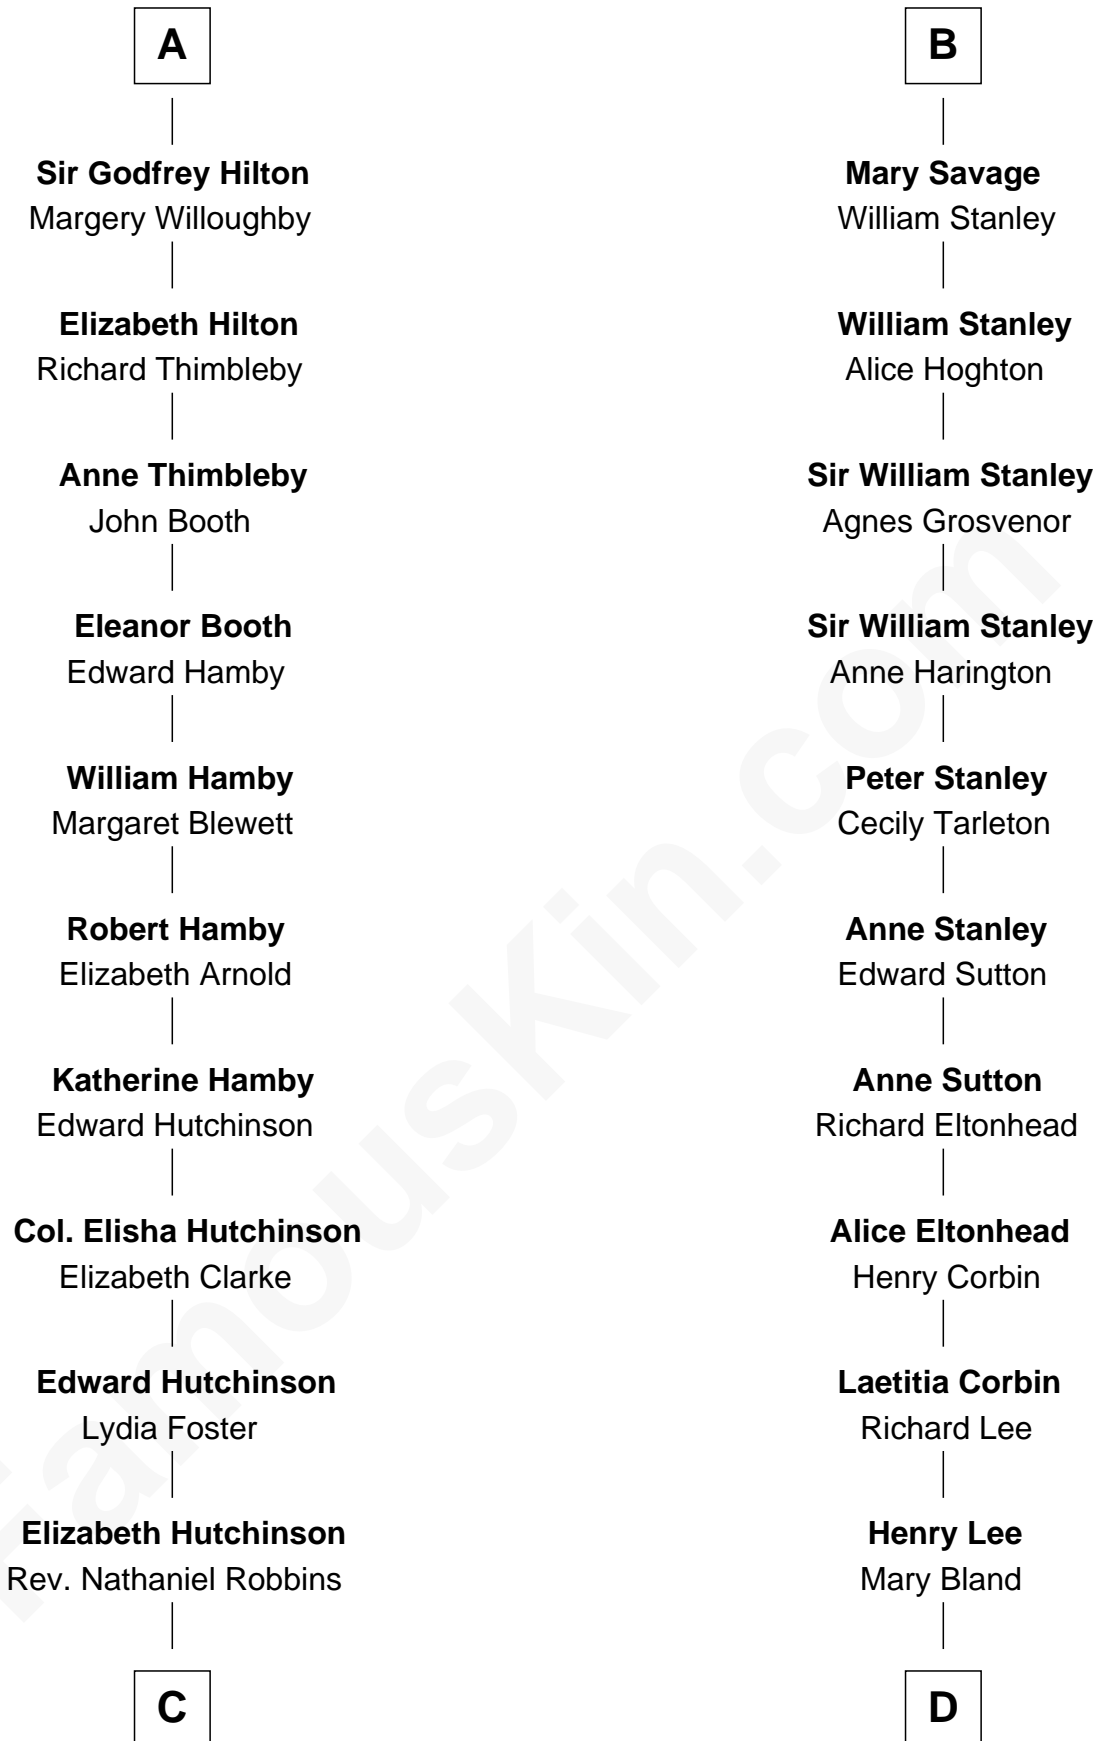 A
Sir Godfrey Hilton
Margery Willoughby
Elizabeth Hilton
Richard Thimbleby
Anne Thimbleby
John Booth
Eleanor Booth
Edward Hamby
William Hamby
Margaret Blewett
Robert Hamby
Elizabeth Arnold
Katherine Hamby
Edward Hutchinson
Col. Elisha Hutchinson
Elizabeth Clarke
Edward Hutchinson
Lydia Foster
Elizabeth Hutchinson
Rev. Nathaniel Robbins
C
B
Mary Savage
William Stanley
William Stanley
Alice Hoghton
Sir William Stanley
Agnes Grosvenor
Sir William Stanley
Anne Harington
Peter Stanley
Cecily Tarleton
Anne Stanley
Edward Sutton
Anne Sutton
Richard Eltonhead
Alice Eltonhead
Henry Corbin
Laetitia Corbin
Richard Lee
Henry Lee
Mary Bland
D
FamousKin.com